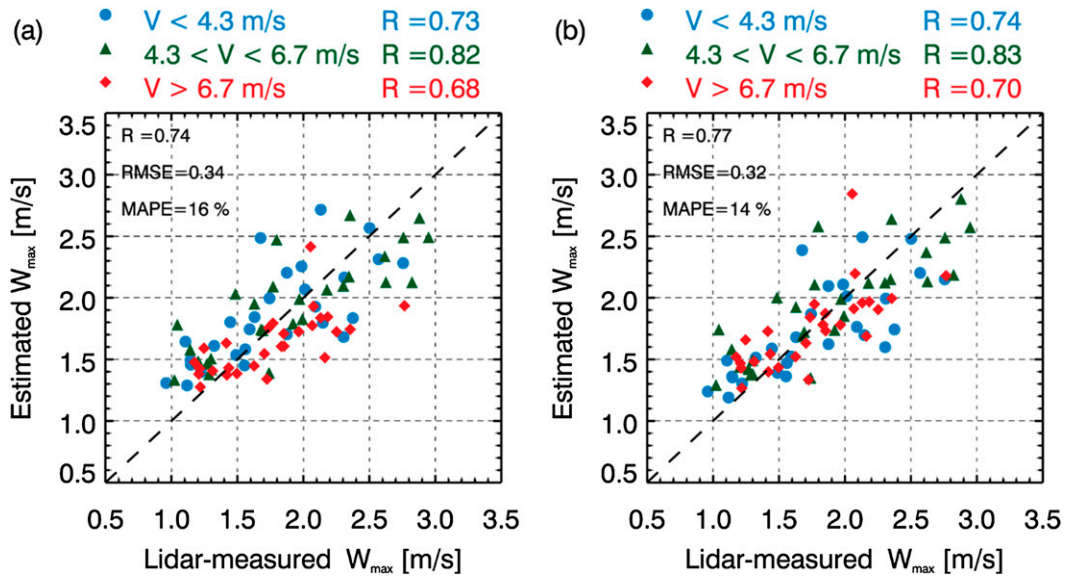 (a)
V < 4.3 m/s R = 0.73
4.3 < V < 6.7 m/s R = 0.82
V > 6.7 m/s R = 0.68
R =0.74
RMSE=0.34
MAPE=16 %
Estimated Wmax [m/s]
3.5
3.0
2.5
2.0
1.5
1.0
0.5
0.5 1.0 1.5 2.0 2.5 3.0 3.5
Lidar-measured Wmax [m/s]
(b)
V < 4.3 m/s R = 0.74
4.3 < V < 6.7 m/s R = 0.83
V > 6.7 m/s R = 0.70
R =0.77
RMSE=0.32
MAPE=14 %
Estimated Wmax [m/s]
3.5
3.0
2.5
2.0
1.5
1.0
0.5
0.5 1.0 1.5 2.0 2.5 3.0 3.5
Lidar-measured Wmax [m/s]